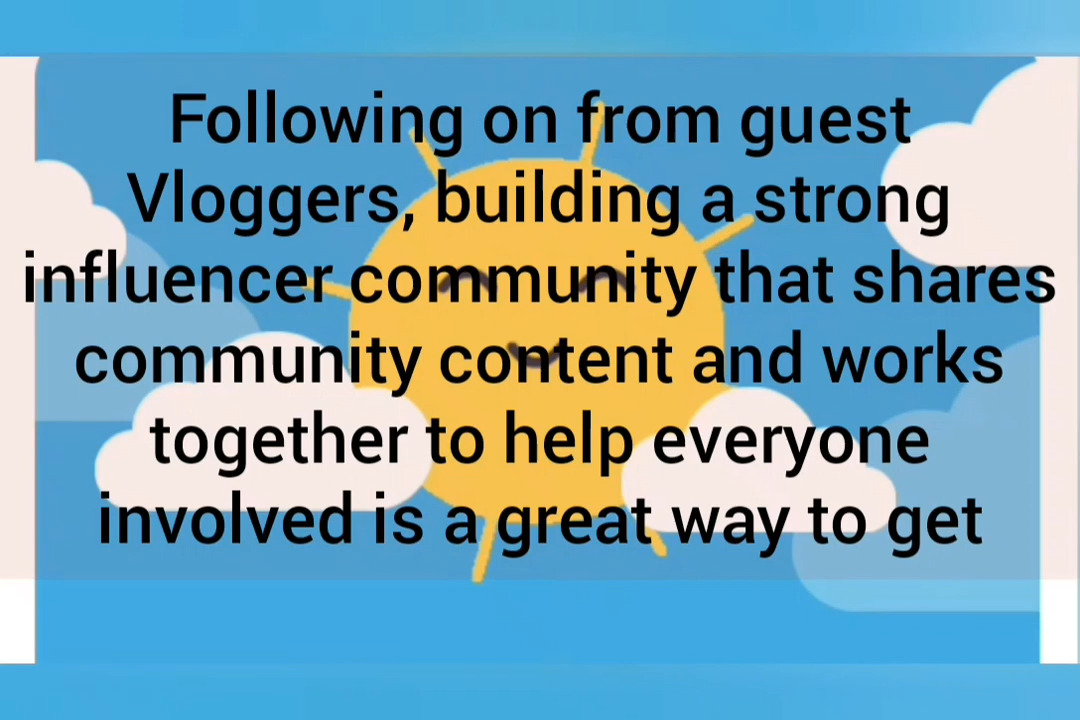 Following on from guest
Vloggers, building a strong
influencer community that shares
community content and works
together to help everyone
involved is a great way to get